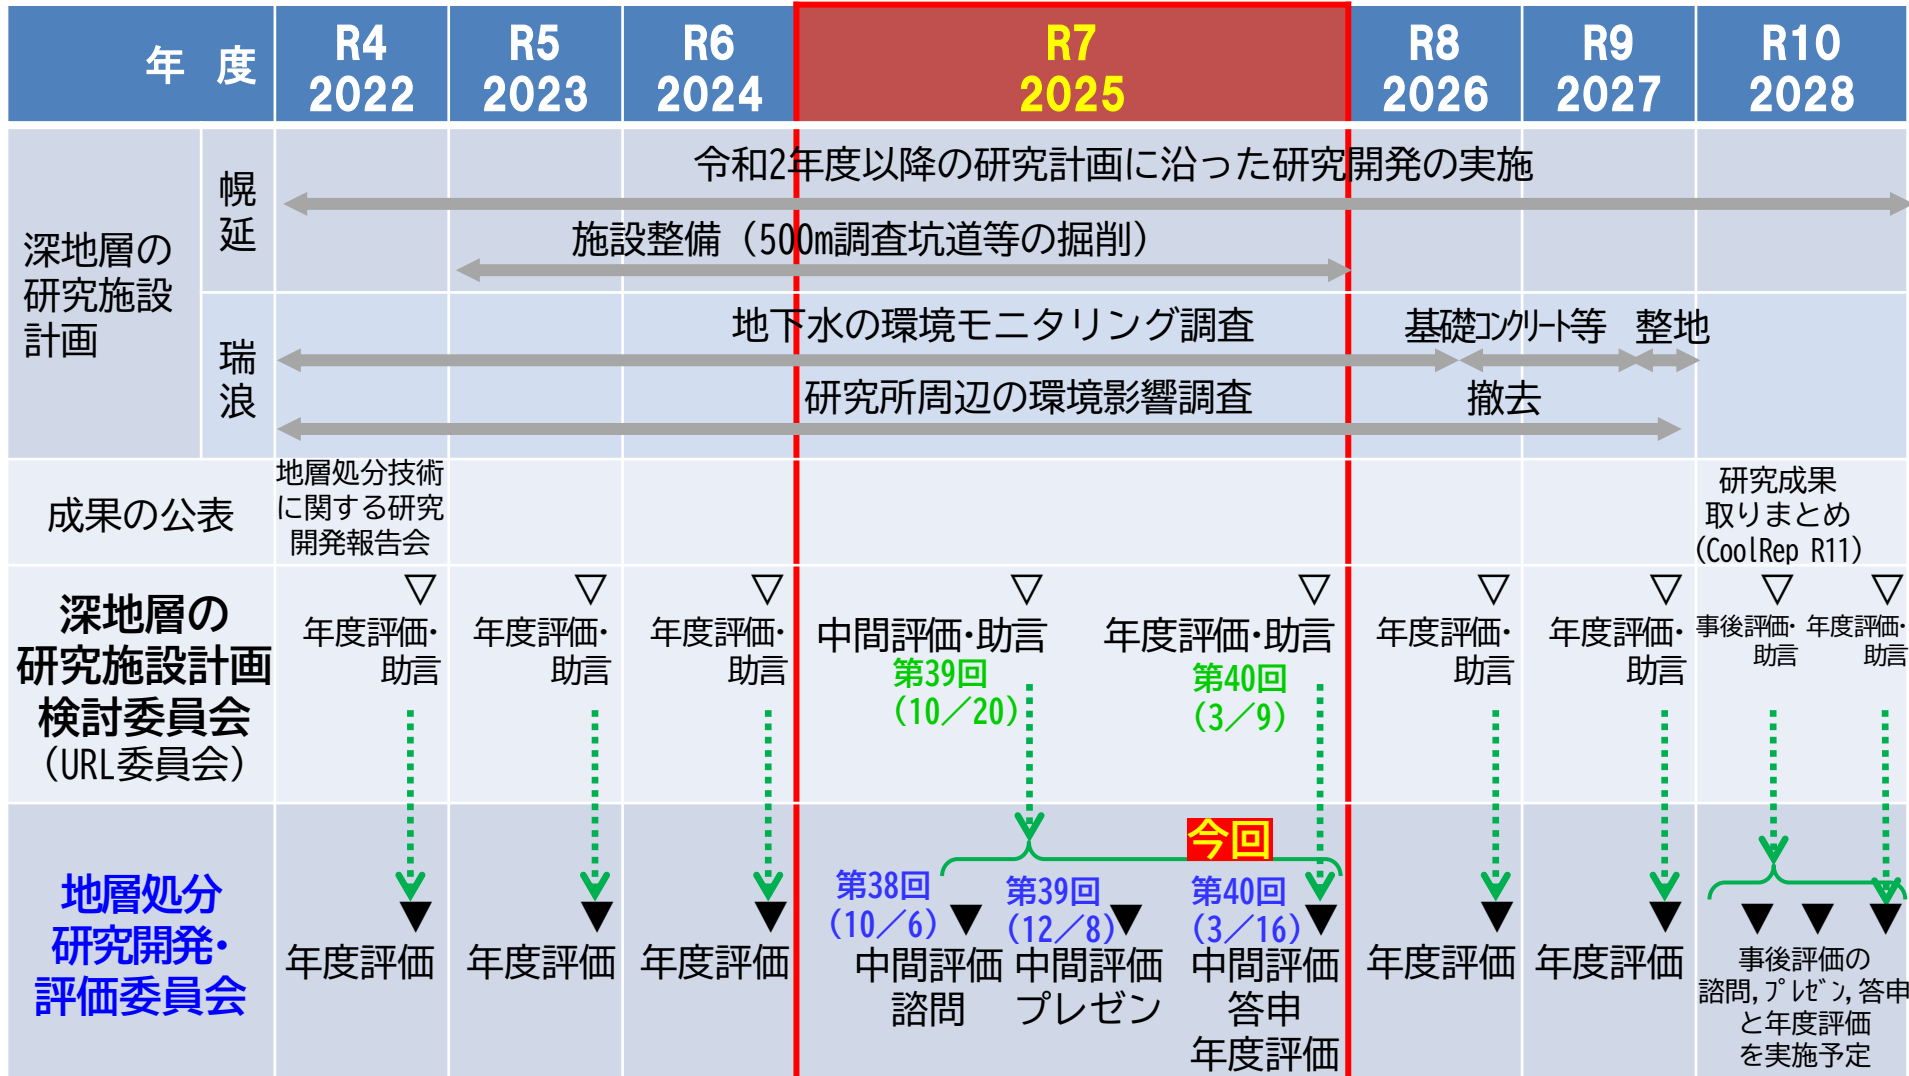 年 度
R4
2022
R5
2023
R6
2024
R7
2025
R8
2026
R9
2027
R10
2028
深地層の
研究施設
計画
幌
延
令和2年度以降の研究計画に沿った研究開発の実施
施設整備（500m調査坑道等の掘削）
瑞
浪
地下水の環境モニタリング調査
基礎ｺﾝｸﾘｰﾄ等
整地
研究所周辺の環境影響調査
撤去
成果の公表
地層処分技術
に関する研究
開発報告会
研究成果
取りまとめ
(CoolRep R11)
深地層の
研究施設計画
検討委員会
（URL委員会）
▽
年度評価･
助言
▽
年度評価･
助言
▽
年度評価･
助言
▽
中間評価･助言
第39回
(10／20)
▽
年度評価･助言
第40回
(3／9)
▽
年度評価･
助言
▽
年度評価･
助言
▽
事後評価･
助言
▽
年度評価･
助言
地層処分
研究開発･
評価委員会
▼
年度評価
▼
年度評価
▼
年度評価
第38回
(10／6)▼
中間評価
諮問
第39回
(12／8)▼
中間評価
プレゼン
今回
第40回
(3／16)▼
中間評価
答申
年度評価
▼
年度評価
▼
年度評価
▼ ▼ ▼
事後評価の
諮問,ﾌﾟﾚｾﾞﾝ,答申
と年度評価
を実施予定